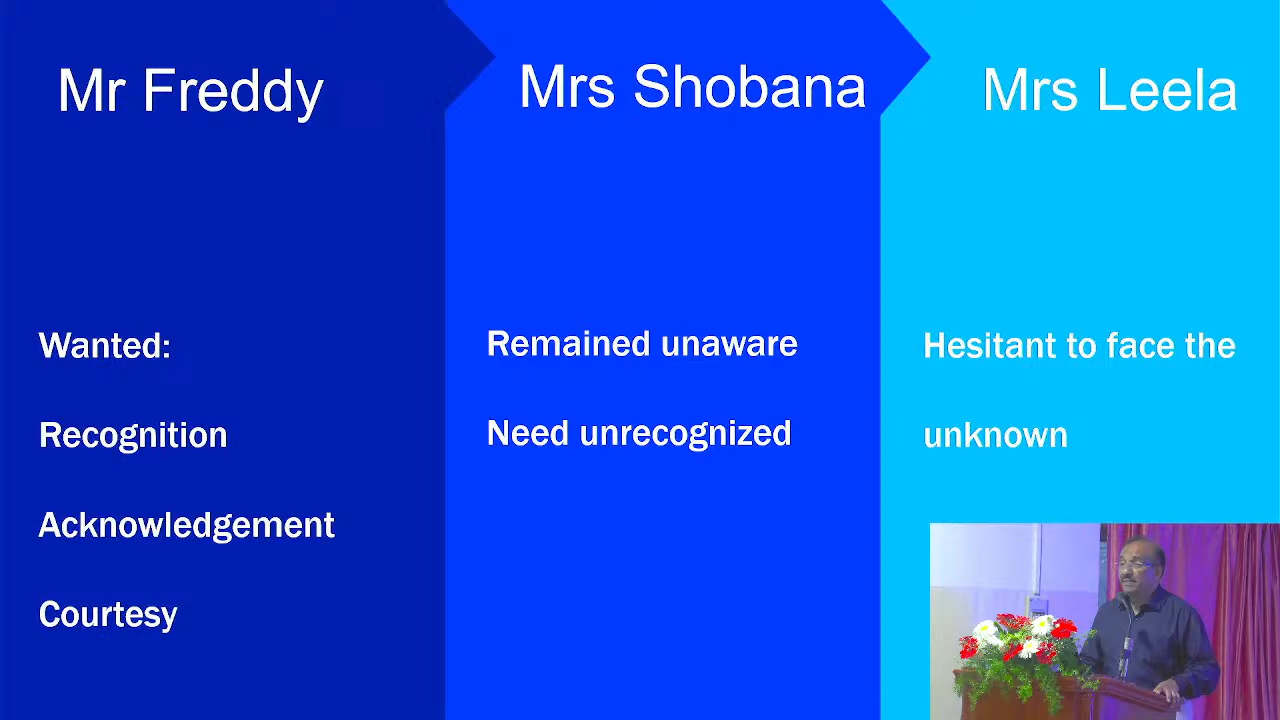 Mr Freddy
Wanted:
Recognition
Acknowledgement
Courtesy
Mrs Shobana
Remained unaware
Need unrecognized
Mrs Leela
Hesitant to face the
unknown